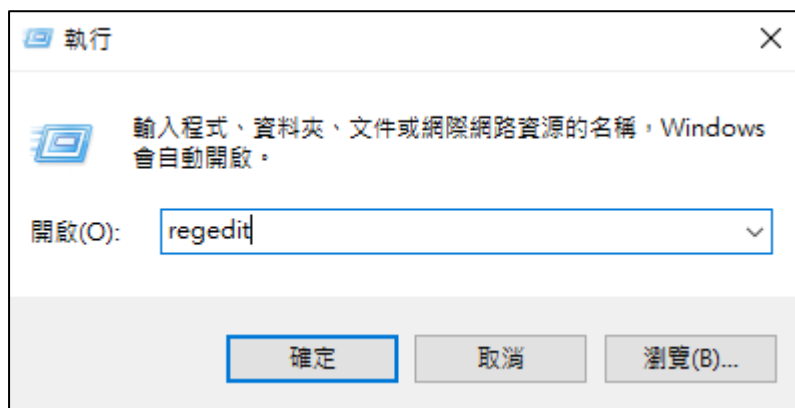 執行
輸入程式、資料夾、文件或網際網路資源的名稱，Windows
會自動開啟。
開啟(O):
regedit
確定
取消
瀏覽(B)...